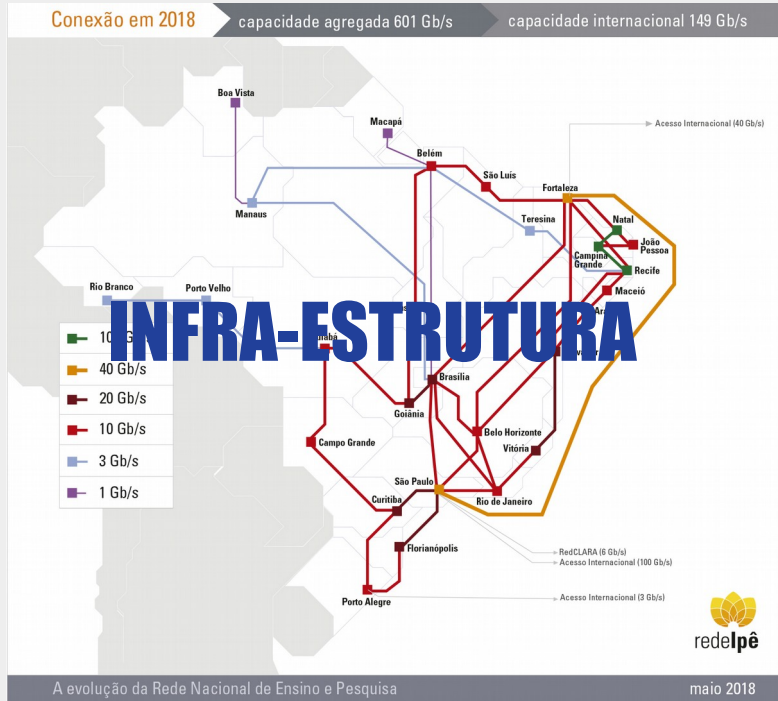 Conexão em 2018
capacidade agregada 601 Gb/s
capacidade internacional 149 Gb/s
Boa Vista
Macapá
Acesso Internacional (40 Gb/s)
Belém
São Luís
Fortaleza
Manaus
Teresina
Natal
João
Pessoa
Campina
Grande
Recife
Rio Branco
Porto Velho
Maceió
INFRA-ESTRUTURA
40 Gb/s
20 Gb/s
10 Gb/s
3 Gb/s
1 Gb/s
Brasília
Goiânia
Campo Grande
Belo Horizonte
Vitória
São Paulo
Curitiba
Rio de Janeiro
Florianópolis
RedCLARA (6 Gb/s)
Acesso Internacional (100 Gb/s)
Porto Alegre
Acesso Internacional (3 Gb/s)
redeIpê
A evolução da Rede Nacional de Ensino e Pesquisa
maio 2018